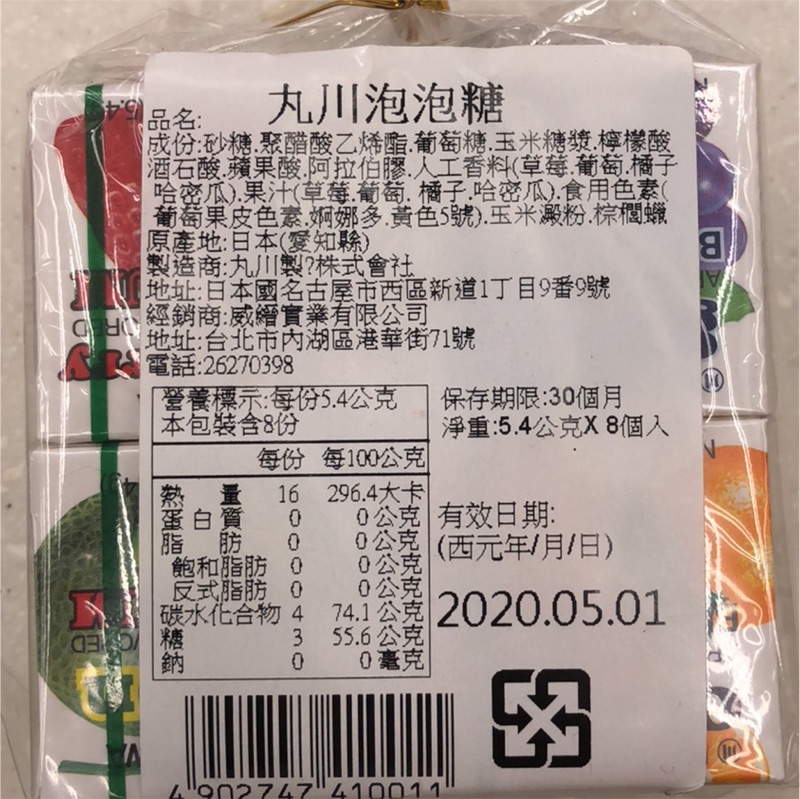 品名: 丸川泡泡糖
成份:砂糖.聚醋酸乙烯酯.葡萄糖.玉米糖漿.檸檬酸
酒石酸.蘋果酸.阿拉伯膠.人工香料(草莓.葡萄.橘子
哈密瓜).果汁(草莓.葡萄. 橘子.哈密瓜).食用色素(
葡萄果皮色素.婀娜多.黃色5號).玉米澱粉.棕櫚蠟
原產地:日本(愛知縣)
製造商:丸川製?株式會社
地址:日本國名古屋市西區新道1丁目9番9號
經銷商:威繒實業有限公司
地址:台北市內湖區港華街71號
電話:26270398
營養標示:每份5.4公克
本包裝含8份
每份 每100公克
熱量 16 296.4大卡
蛋白質 0 0公克
脂肪 0 0公克
飽和脂肪 0 0公克
反式脂肪 0 0公克
碳水化合物 4 74.1公克
糖 3 55.6公克
鈉 0 0毫克
保存期限:30個月
淨重:5.4公克X 8個入
有效日期:
(西元年/月/日)
2020.05.01
4 902747 410011